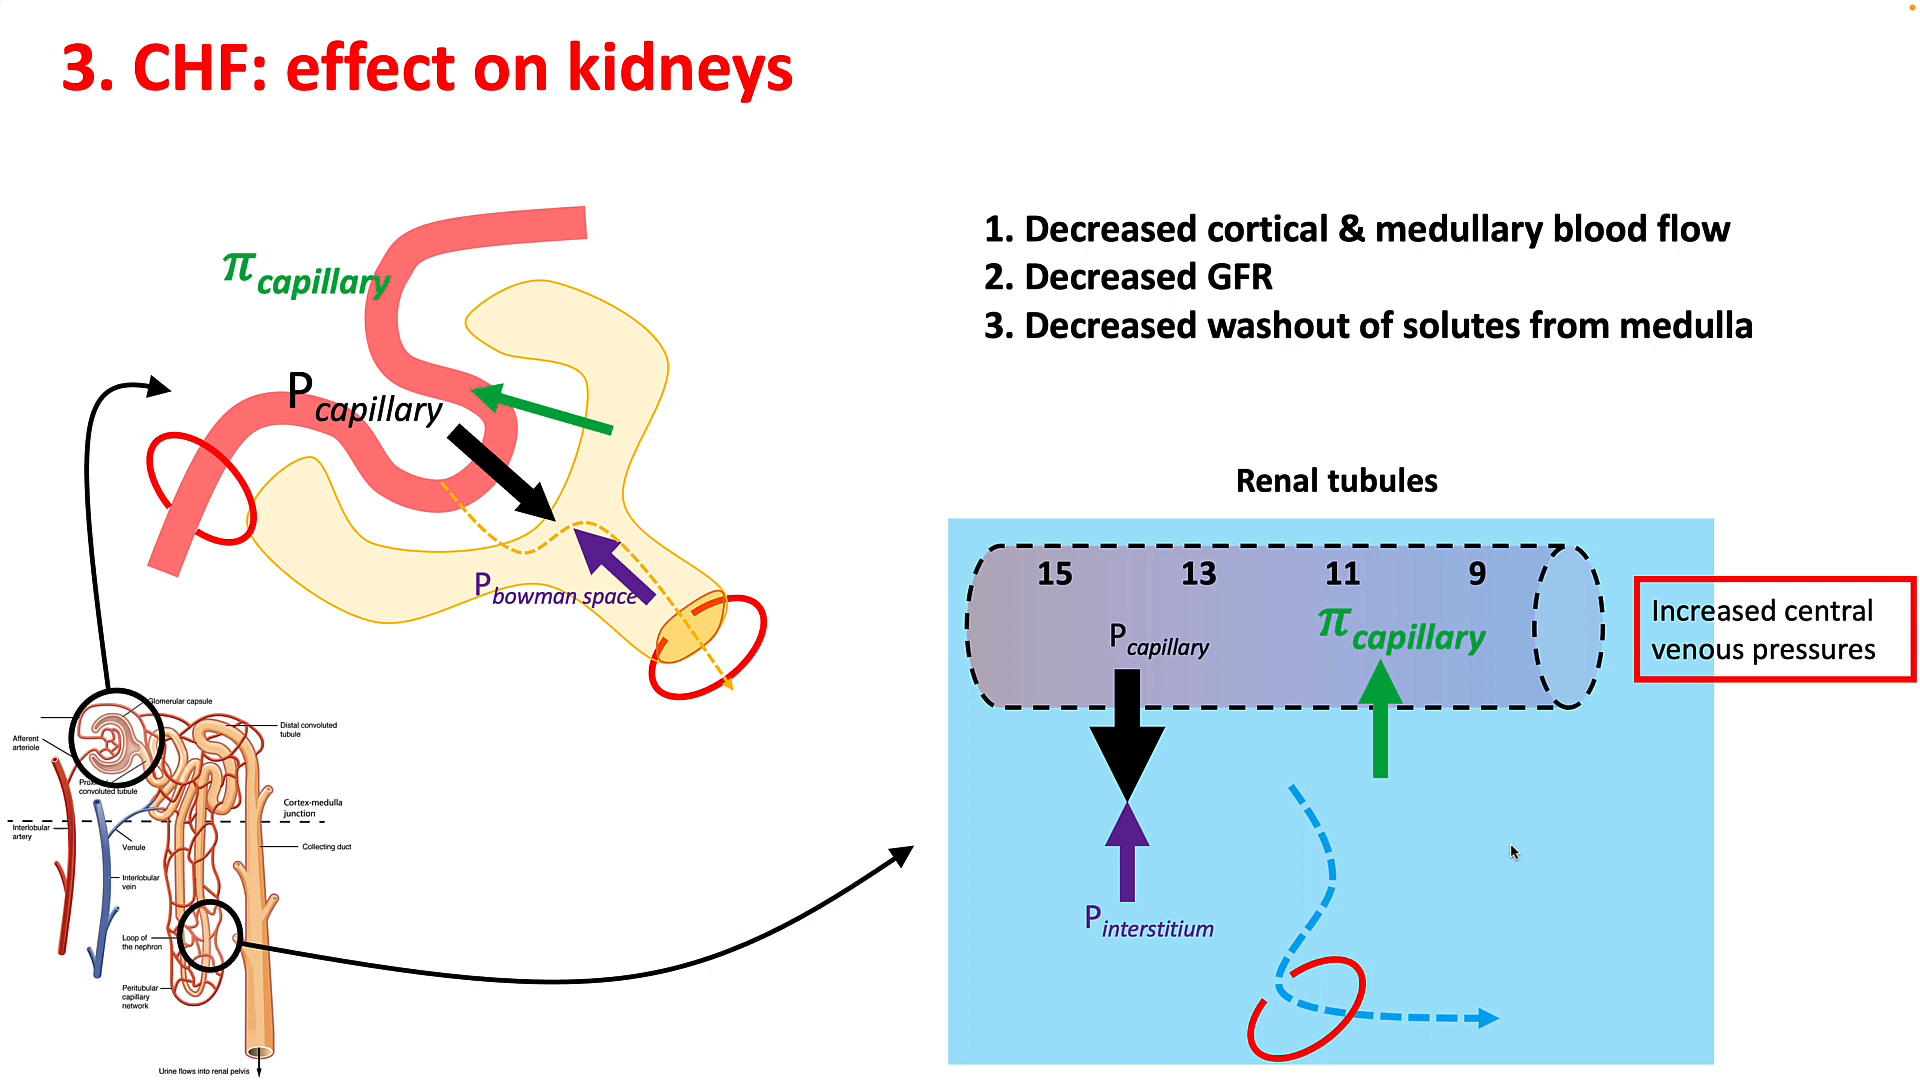 3. CHF: effect on kidneys
π capillary
P capillary
P bowman space
1. Decreased cortical & medullary blood flow
2. Decreased GFR
3. Decreased washout of solutes from medulla
Renal tubules
15 13 11 9
P capillary
π capillary
P interstitium
Increased central
venous pressures
Glomerular capsule
Distal convoluted
tubule
Afferent
arteriole
convoluted tubule
Cortex-medulla
junction
Interlobular
artery
Venule
Collecting duct
Interlobular
vein
Loop of
the nephron
Peritubular
capillary
network
Urine flows into renal pelvis